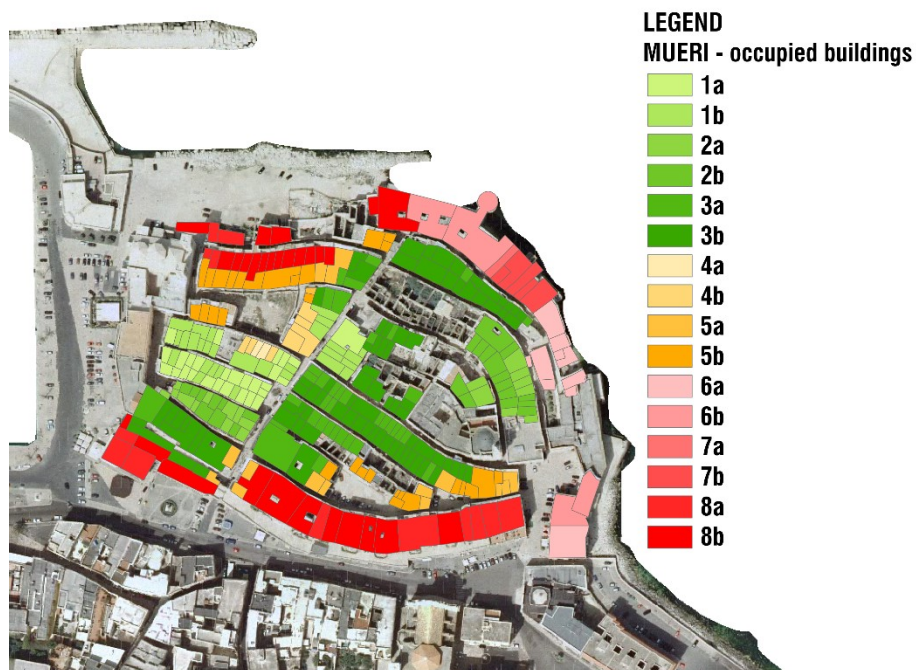 LEGEND
MUERI - occupied buildings
1a
1b
2a
2b
3a
3b
4a
4b
5a
5b
6a
6b
7a
7b
8a
8b